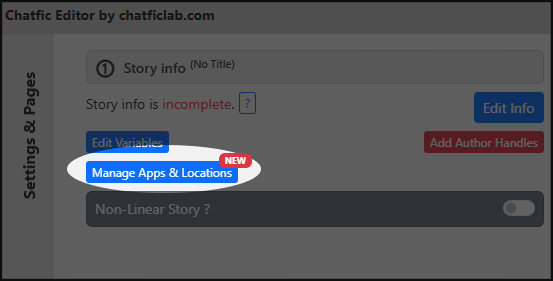 Chatfic Editor by chatficlab.com
Settings & Pages
1 Story info (No Title)
Story info is incomplete. ?
Edit Info
Edit Variables
Add Author Handles
NEW
Manage Apps & Locations
Non-Linear Story ?